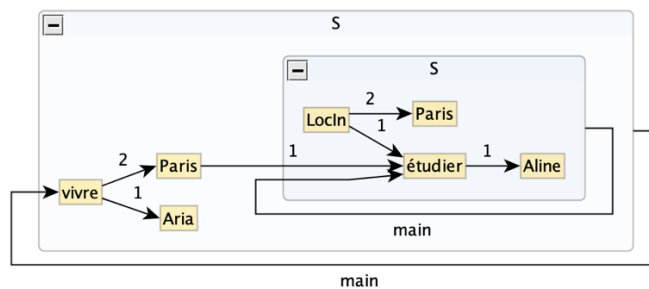 S
S
LocIn
2
Paris
1
vivre
2
Paris
1
étudier
1
Aline
1
Aria
main
main